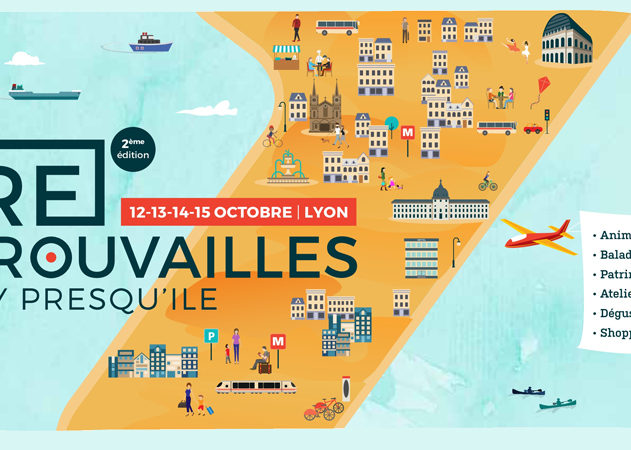 2ème
édition
RE
12-13-14-15 OCTOBRE | LYON
ROUVAILLES
Y PRESQU'ILE
M
P
M
• Anim
• Balad
• Patri
• Atelie
• Dégus
• Shopp